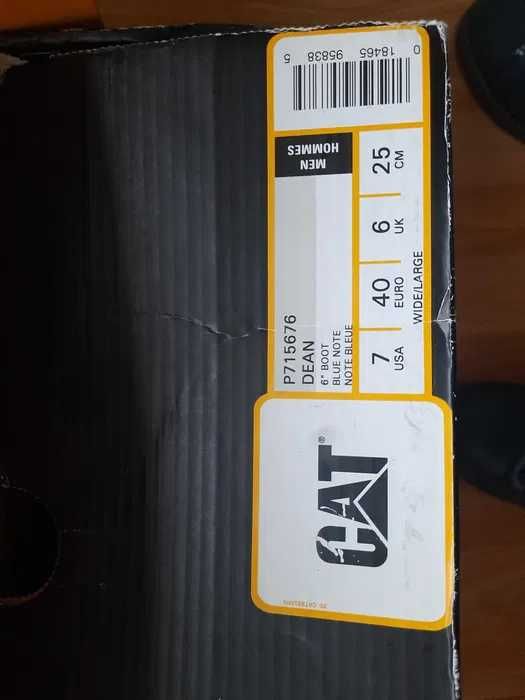 CAT®
P715676
DEAN
6" BOOT
BLUE NOTE
NOTE BLEUE
MEN
HOMMES
7 40 6 25
USA EURO UK CM
WIDE/LARGE
0 18465 95838 5